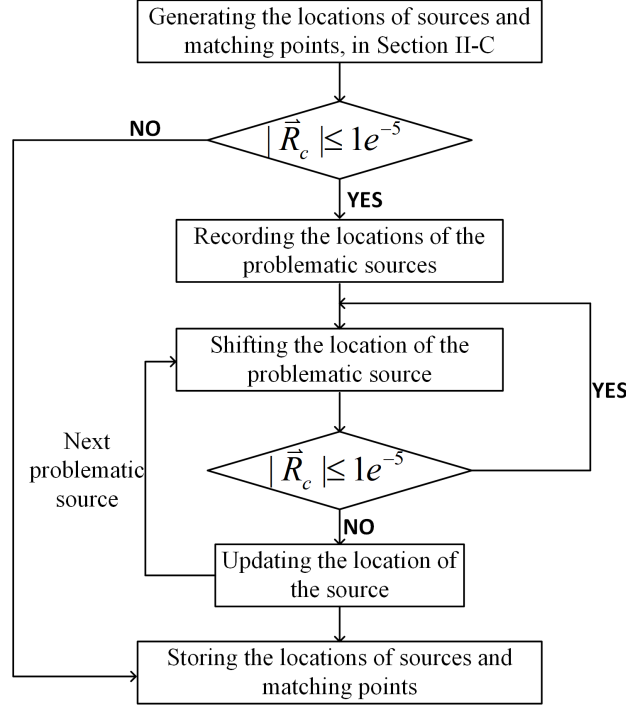 Generating the locations of sources and
matching points, in Section II-C
NO
| R⃗_c |≤ 1e^{-5}
YES
Recording the locations of the
problematic sources
Shifting the location of the
problematic source
YES
Next
problematic
source
| R⃗_c |≤ 1e^{-5}
NO
Updating the location of
the source
Storing the locations of sources and
matching points